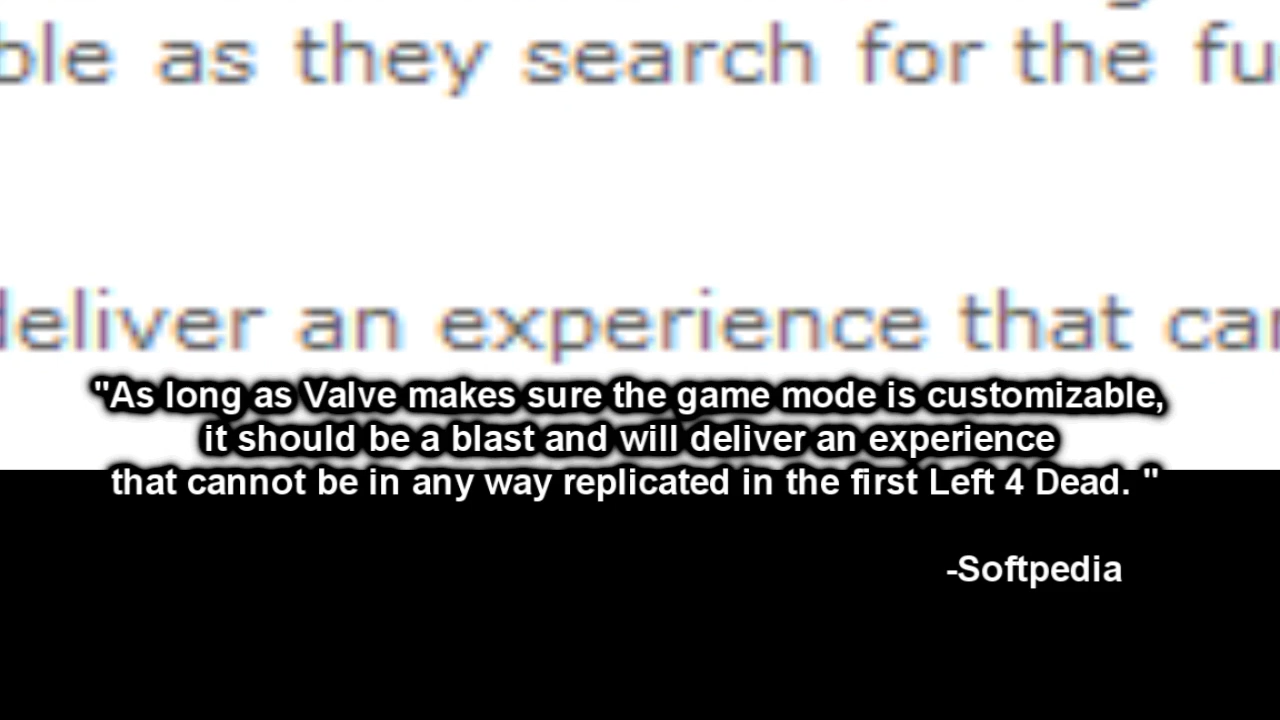 ble as they search for the fu
deliver an experience that can
"As long as Valve makes sure the game mode is customizable,
it should be a blast and will deliver an experience
that cannot be in any way replicated in the first Left 4 Dead. "
-Softpedia